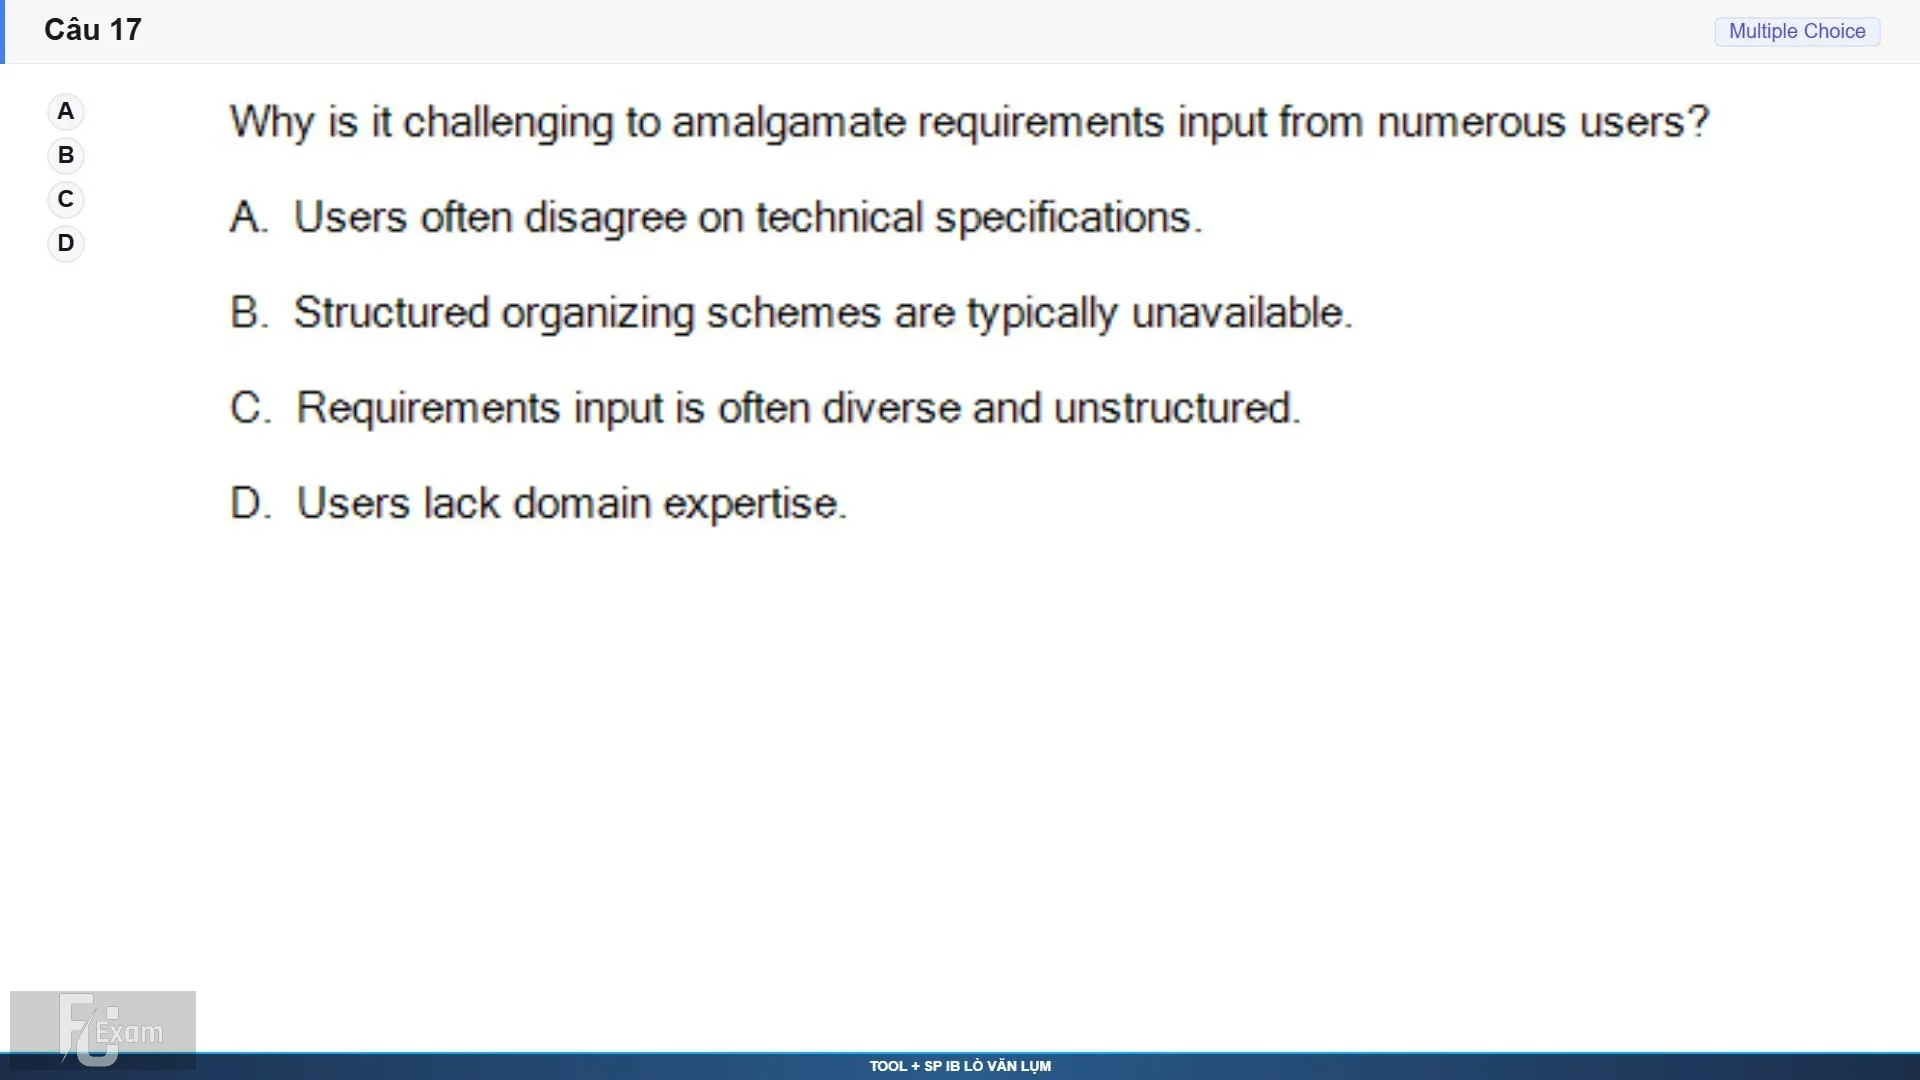 Câu 17
Multiple Choice
A
B
C
D
Why is it challenging to amalgamate requirements input from numerous users?
A. Users often disagree on technical specifications.
B. Structured organizing schemes are typically unavailable.
C. Requirements input is often diverse and unstructured.
D. Users lack domain expertise.
FU Exam
TOOL + SP IB LÒ VĂN LỤM